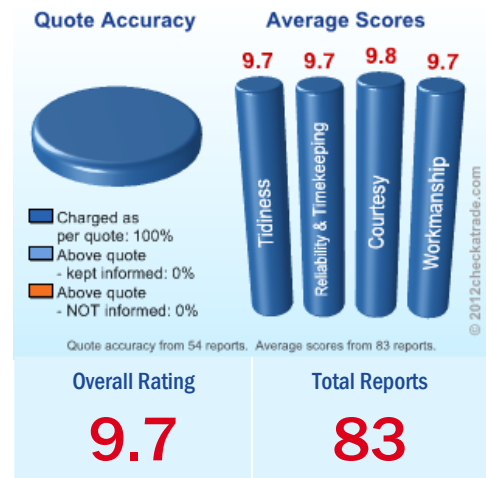 Quote Accuracy
Average Scores
9.7
9.7
9.8
9.7
Tidiness
Reliability & Timekeeping
Courtesy
Workmanship
Charged as
per quote: 100%
Above quote
- kept informed: 0%
Above quote
- NOT informed: 0%
© 2012checkatrade.com
Quote accuracy from 54 reports. Average scores from 83 reports.
Overall Rating
Total Reports
9.7
83